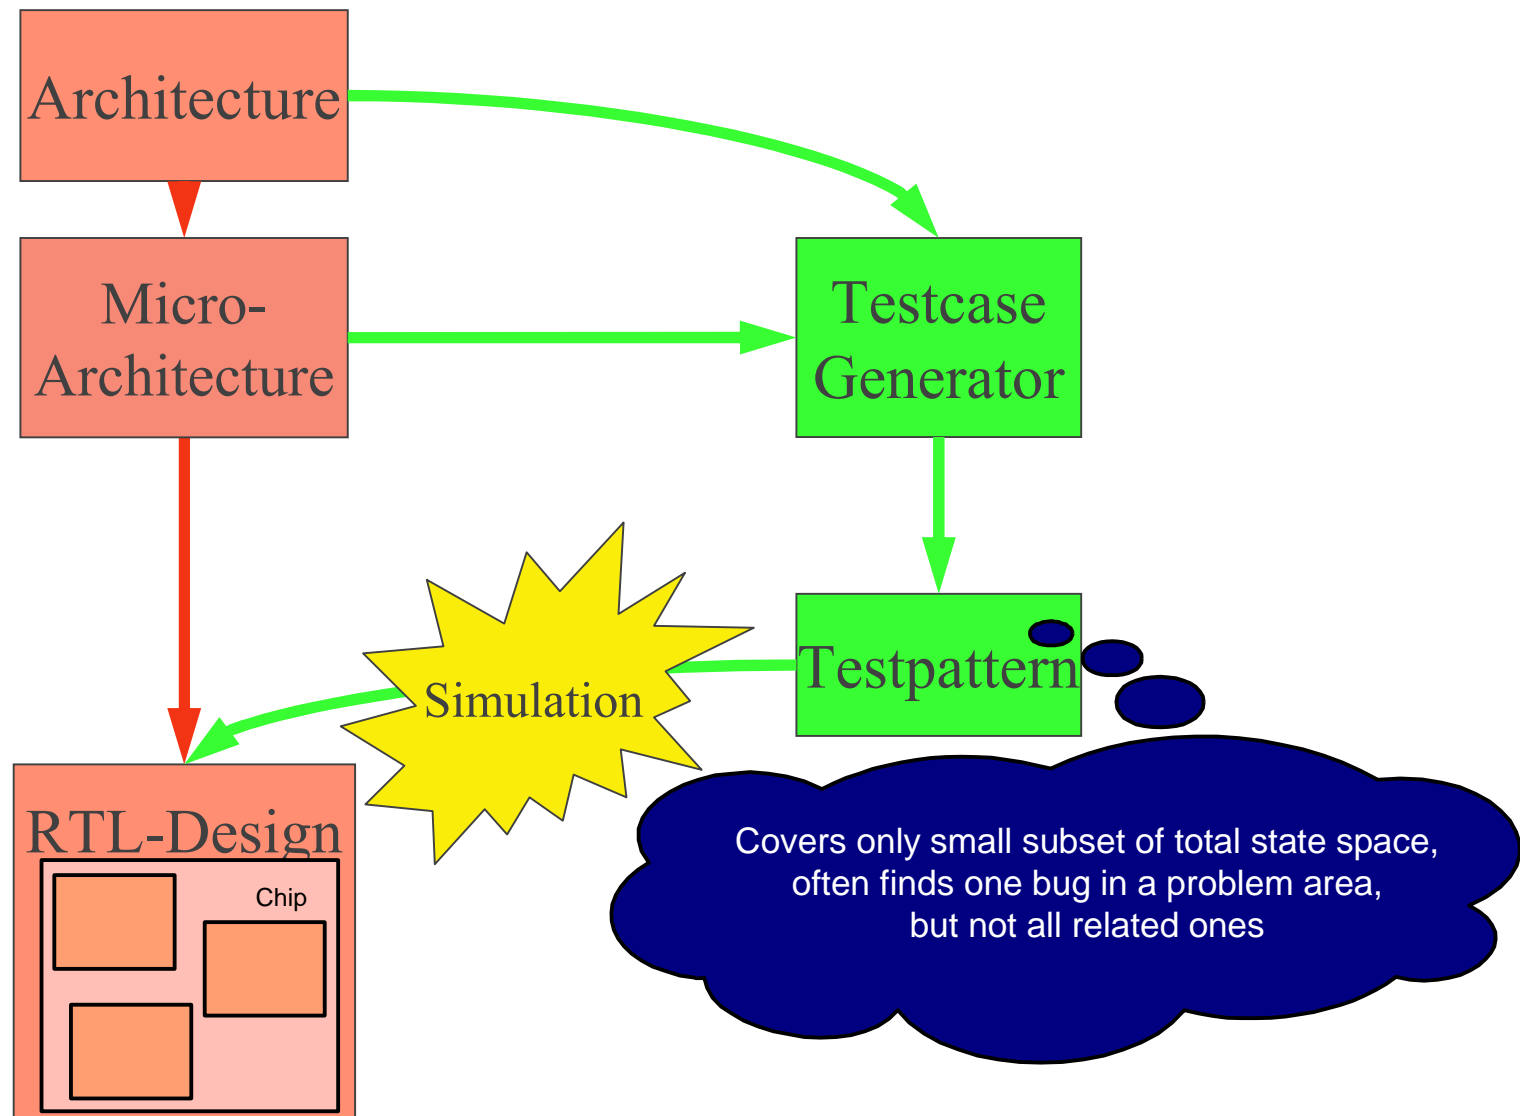 Architecture
Micro-
Architecture
Testcase
Generator
Testpattern
Simulation
RTL-Design
Chip
Covers only small subset of total state space,
often finds one bug in a problem area,
but not all related ones